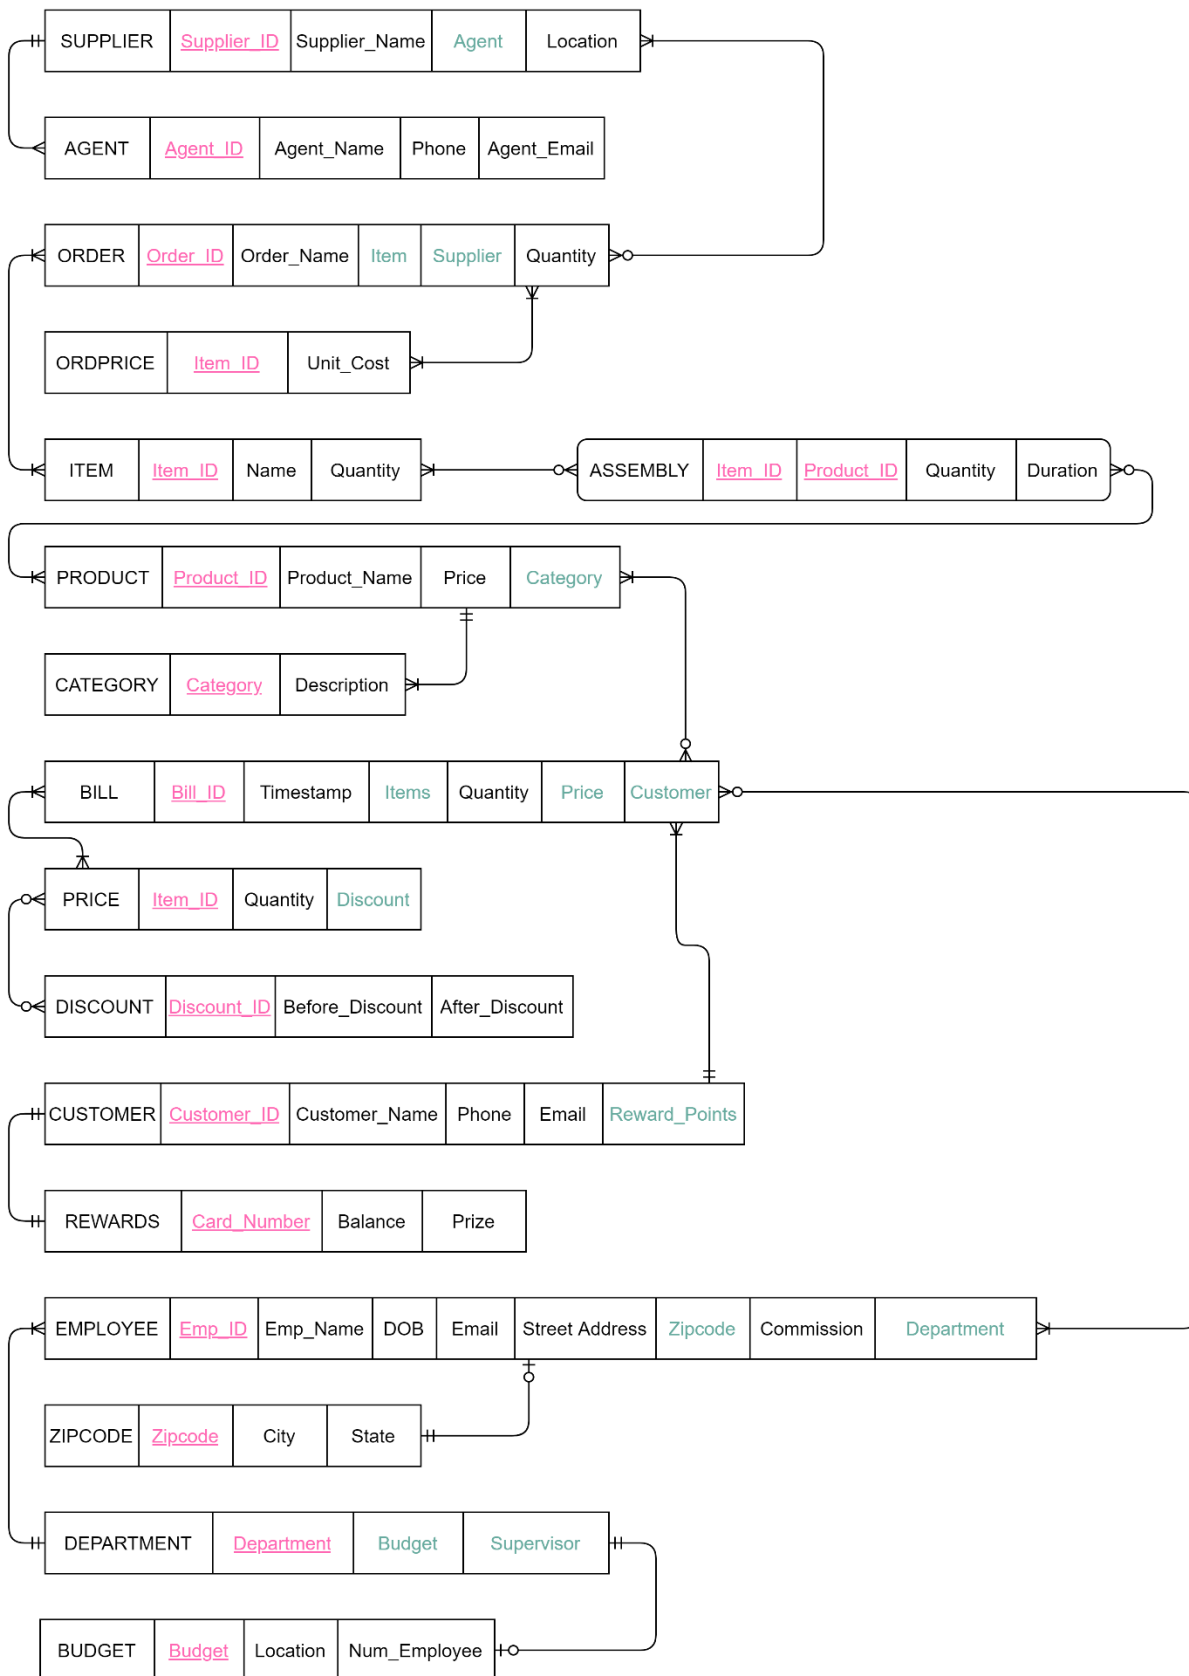 SUPPLIER Supplier_ID Supplier_Name Agent Location
AGENT Agent_ID Agent_Name Phone Agent_Email
ORDER Order_ID Order_Name Item Supplier Quantity
ORDPRICE Item_ID Unit_Cost
ITEM Item_ID Name Quantity ASSEMBLY Item_ID Product_ID Quantity Duration
PRODUCT Product_ID Product_Name Price Category
CATEGORY Category Description
BILL Bill_ID Timestamp Items Quantity Price Customer
PRICE Item_ID Quantity Discount
DISCOUNT Discount_ID Before_Discount After_Discount
CUSTOMER Customer_ID Customer_Name Phone Email Reward_Points
REWARDS Card_Number Balance Prize
EMPLOYEE Emp_ID Emp_Name DOB Email Street Address Zipcode Commission Department
ZIPCODE Zipcode City State
DEPARTMENT Department Budget Supervisor
BUDGET Budget Location Num_Employee